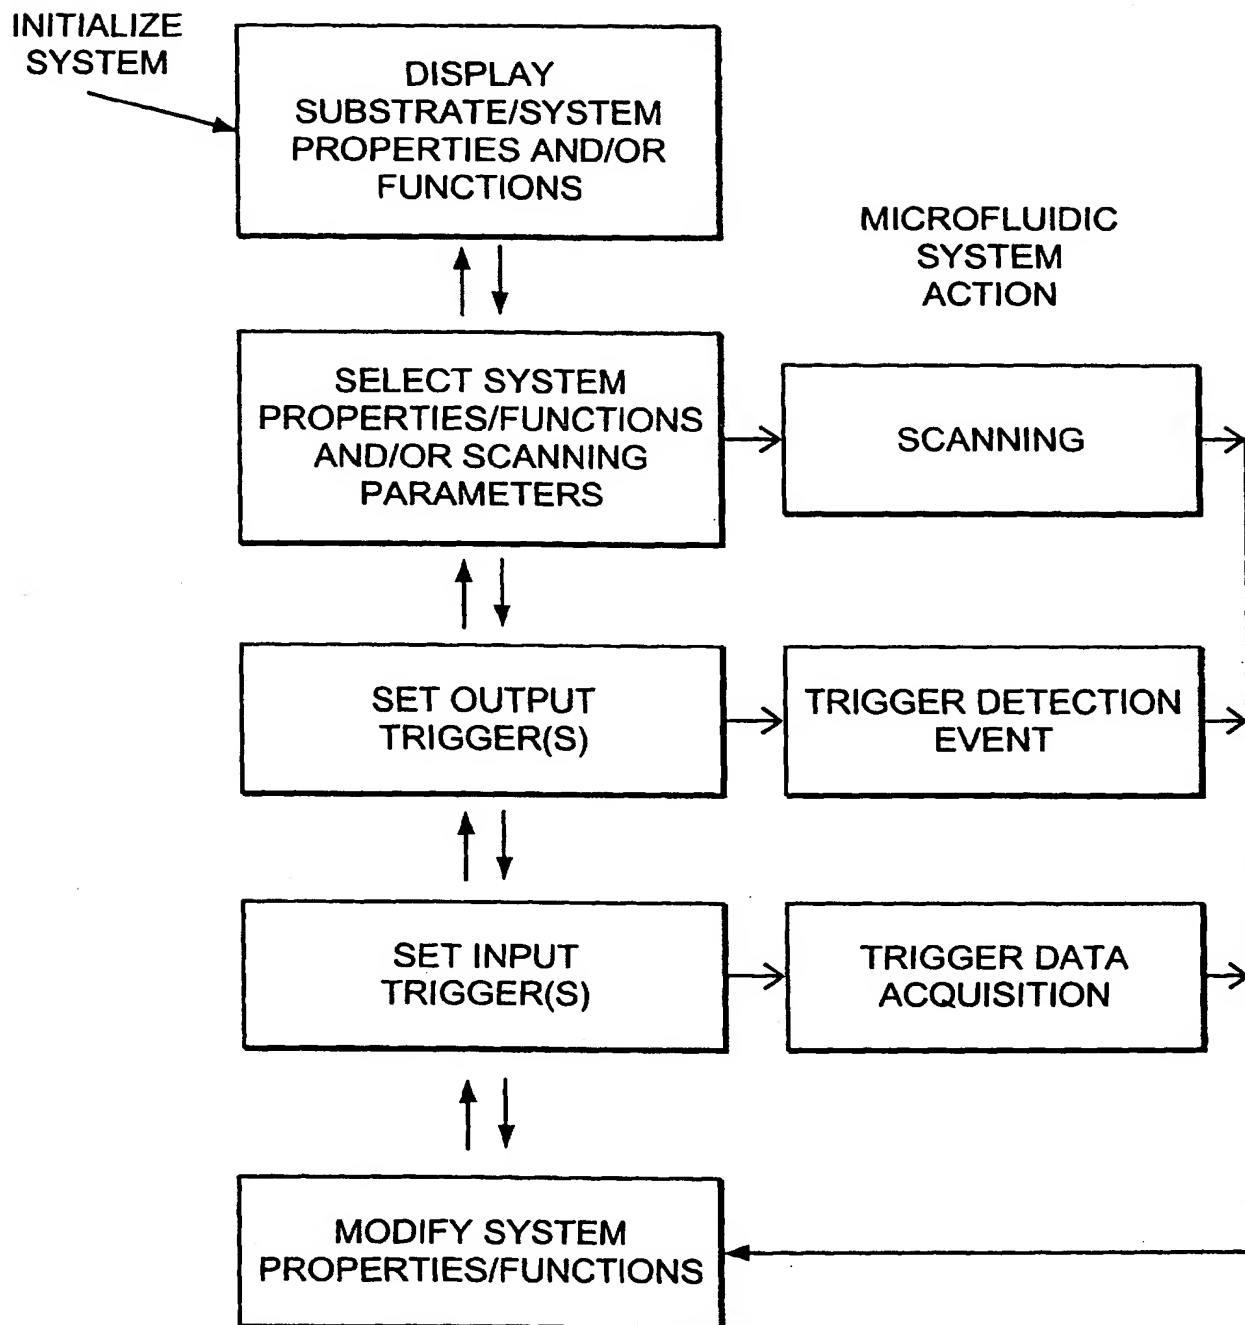 INITIALIZE
SYSTEM
DISPLAY
SUBSTRATE/SYSTEM
PROPERTIES AND/OR
FUNCTIONS
MICROFLUIDIC
SYSTEM
ACTION
SELECT SYSTEM
PROPERTIES/FUNCTIONS
AND/OR SCANNING
PARAMETERS
SCANNING
SET OUTPUT
TRIGGER(S)
TRIGGER DETECTION
EVENT
SET INPUT
TRIGGER(S)
TRIGGER DATA
ACQUISITION
MODIFY SYSTEM
PROPERTIES/FUNCTIONS